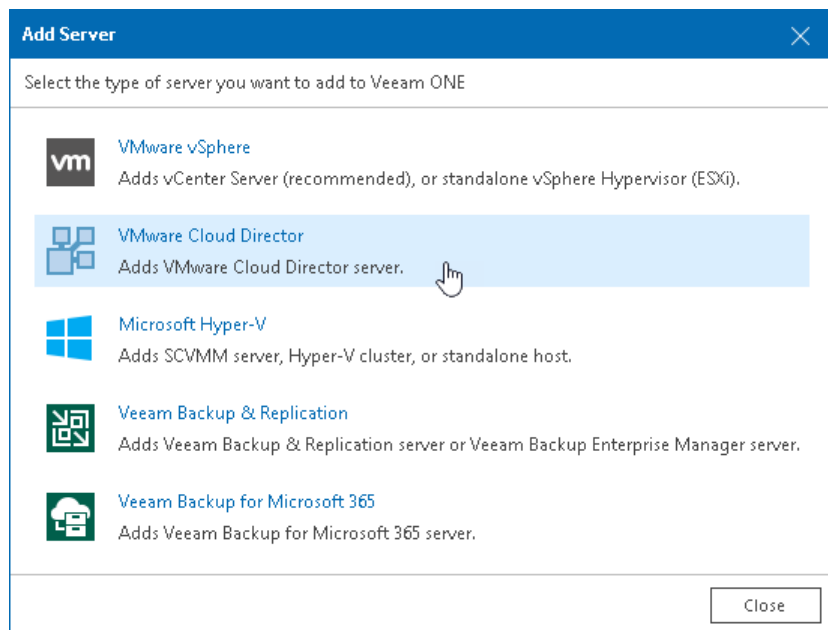 Add Server
Select the type of server you want to add to Veeam ONE
vm
VMware vSphere
Adds vCenter Server (recommended), or standalone vSphere Hypervisor (ESXi).
VMware Cloud Director
Adds VMware Cloud Director server.
Microsoft Hyper-V
Adds SCVMM server, Hyper-V cluster, or standalone host.
Veeam Backup & Replication
Adds Veeam Backup & Replication server or Veeam Backup Enterprise Manager server.
Veeam Backup for Microsoft 365
Adds Veeam Backup for Microsoft 365 server.
Close